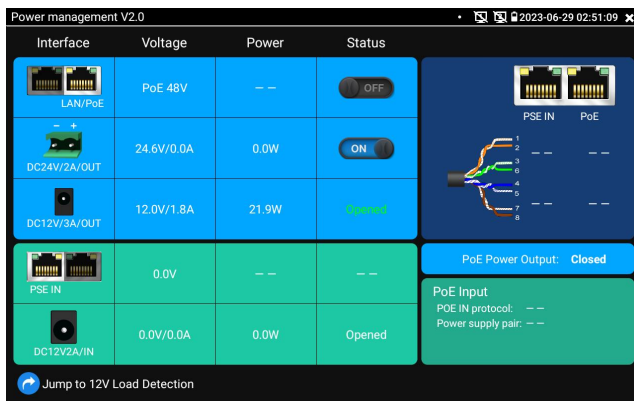 Power management V2.0
2023-06-29 02:51:09
Interface Voltage Power Status
LAN/PoE PoE 48V -- OFF
- +
DC24V/2A/OUT 24.6V/0.0A 0.0W ON
DC12V/3A/OUT 12.0V/1.8A 21.9W Opened
PSE IN 0.0V -- --
DC12V2A/IN 0.0V/0.0A 0.0W Opened
Jump to 12V Load Detection
PSE IN PoE
1
2
3
6
-- --
4
5
7
8
-- --
PoE Power Output: Closed
PoE Input
POE IN protocol: --
Power supply pair: --